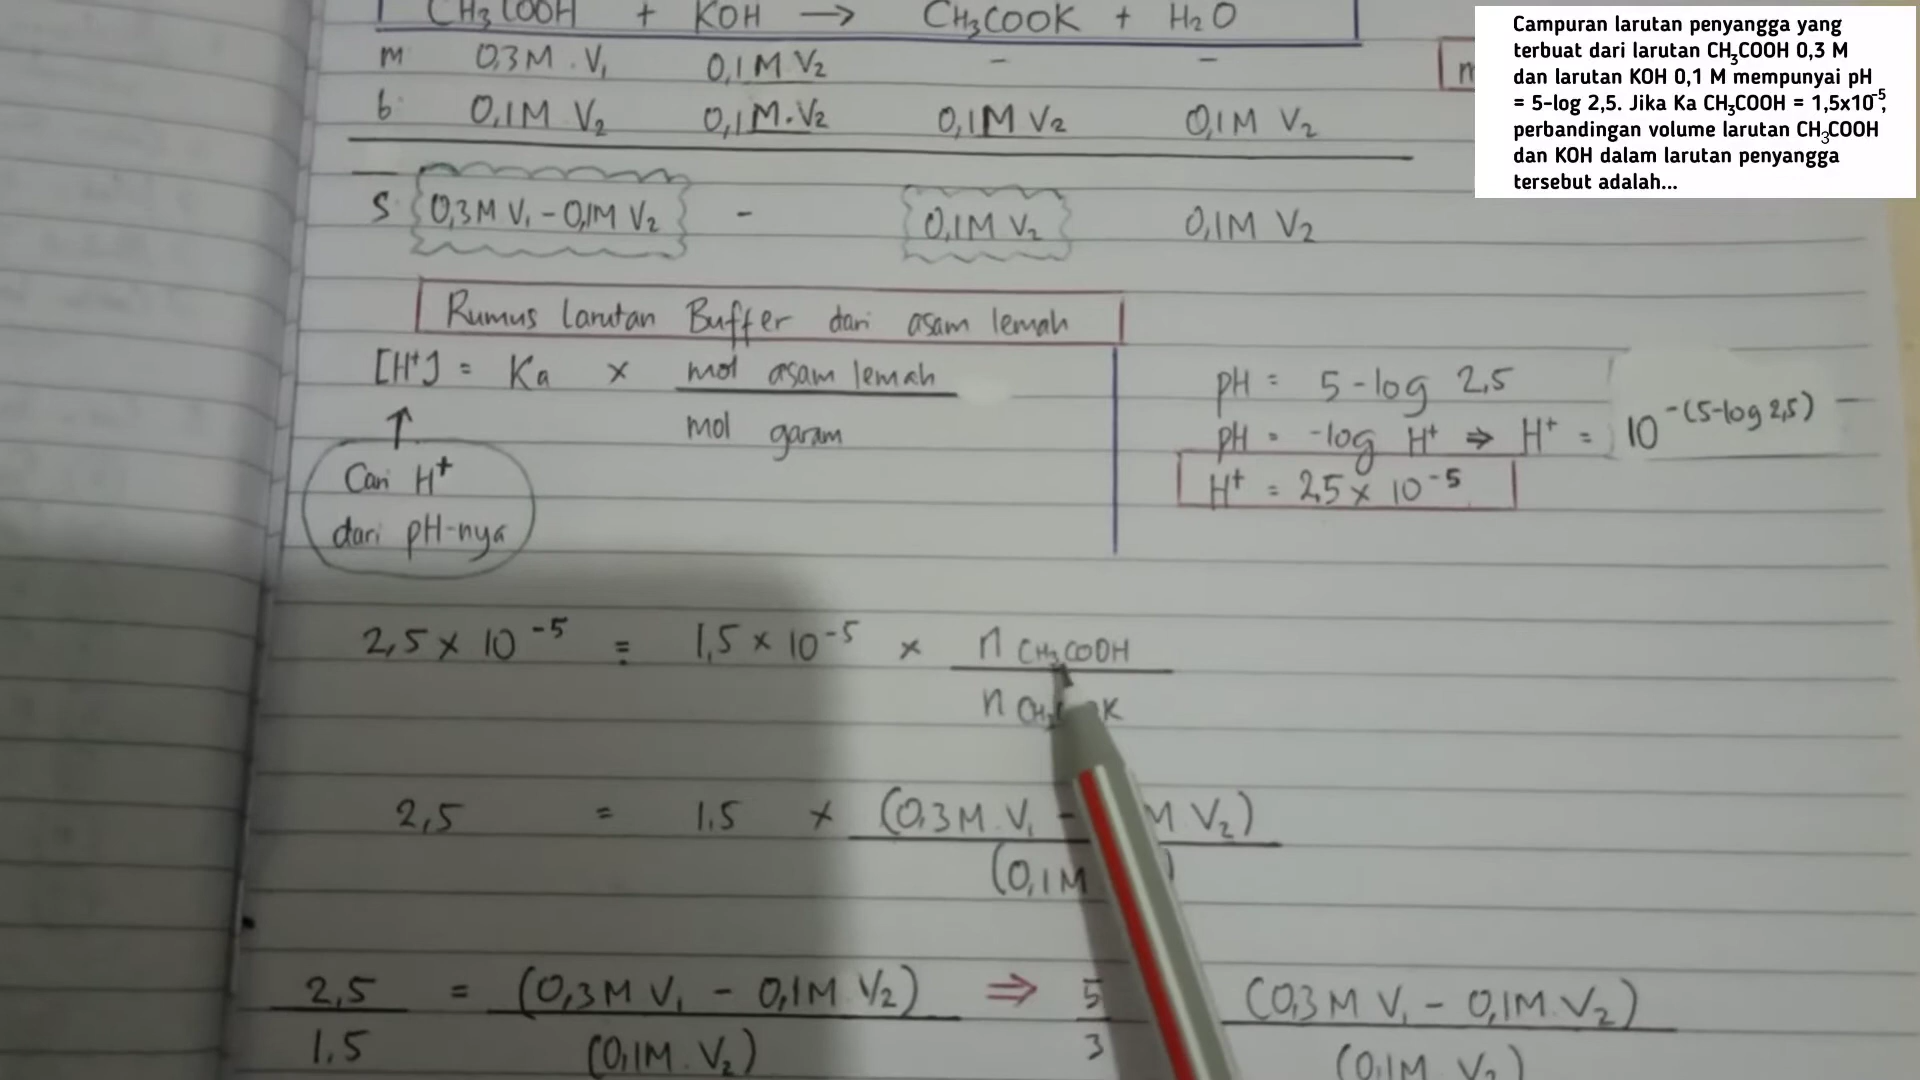 CH₃COOH + KOH → CH₃COOK + H₂O
m 0,3M . V₁ 0,1M V₂ - -
b 0,1M V₂ 0,1M.V₂ 0,1M V₂ 0,1M V₂
S 0,3M V₁ - 0,1M V₂ - 0,1M V₂ 0,1M V₂
Rumus larutan Buffer dari asam lemah
[H⁺] = Ka x mol asam lemah
mol garam
Cari H⁺
dari pH-nya
pH = 5-log 2,5
pH = -log H⁺ ⇒ H⁺ = 10^-(5-log 2,5)
H⁺ = 2,5 x 10⁻⁵
2,5 x 10⁻⁵ = 1,5 x 10⁻⁵ x n CH₃COOH
n
2,5 = 1.5 x (0,3M V₁ - M V₂)
(0,1M )
2,5 = (0,3M V₁ - 0,1M V₂) ⇒ 5 (0,3M V₁ - 0,1M.V₂)
1.5 (0,1M V₂) 3 (0,1M V₂)
Campuran larutan penyangga yang
terbuat dari larutan CH₃COOH 0,3 M
dan larutan KOH 0,1 M mempunyai pH
= 5-log 2,5. Jika Ka CH₃COOH = 1,5x10⁻⁵,
perbandingan volume larutan CH₃COOH
dan KOH dalam larutan penyangga
tersebut adalah...